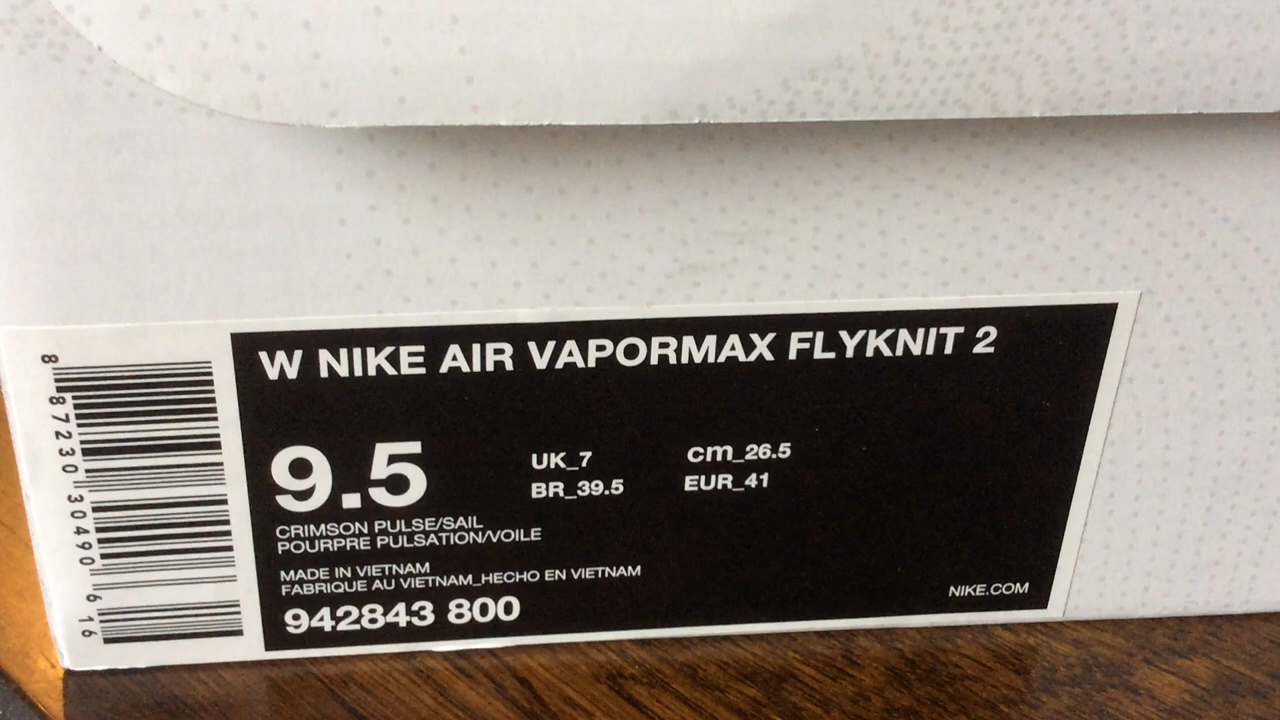 W NIKE AIR VAPORMAX FLYKNIT 2
9.5
UK_7 cm_26.5
BR_39.5 EUR_41
CRIMSON PULSE/SAIL
POURPRE PULSATION/VOILE
MADE IN VIETNAM
FABRIQUE AU VIETNAM_HECHO EN VIETNAM
942843 800
NIKE.COM
8 87230 30490 6 16